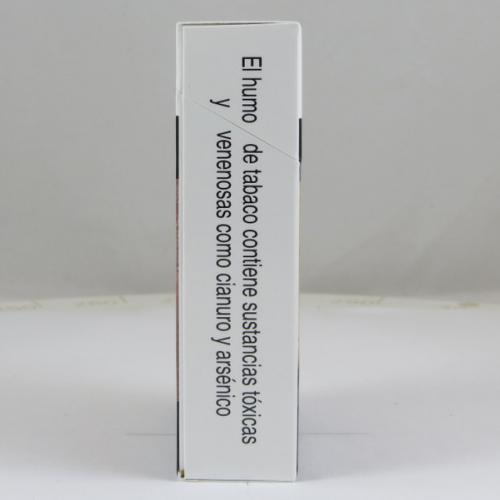 El humo de tabaco contiene sustancias tóxicas
y venenosas como cianuro y arsénico